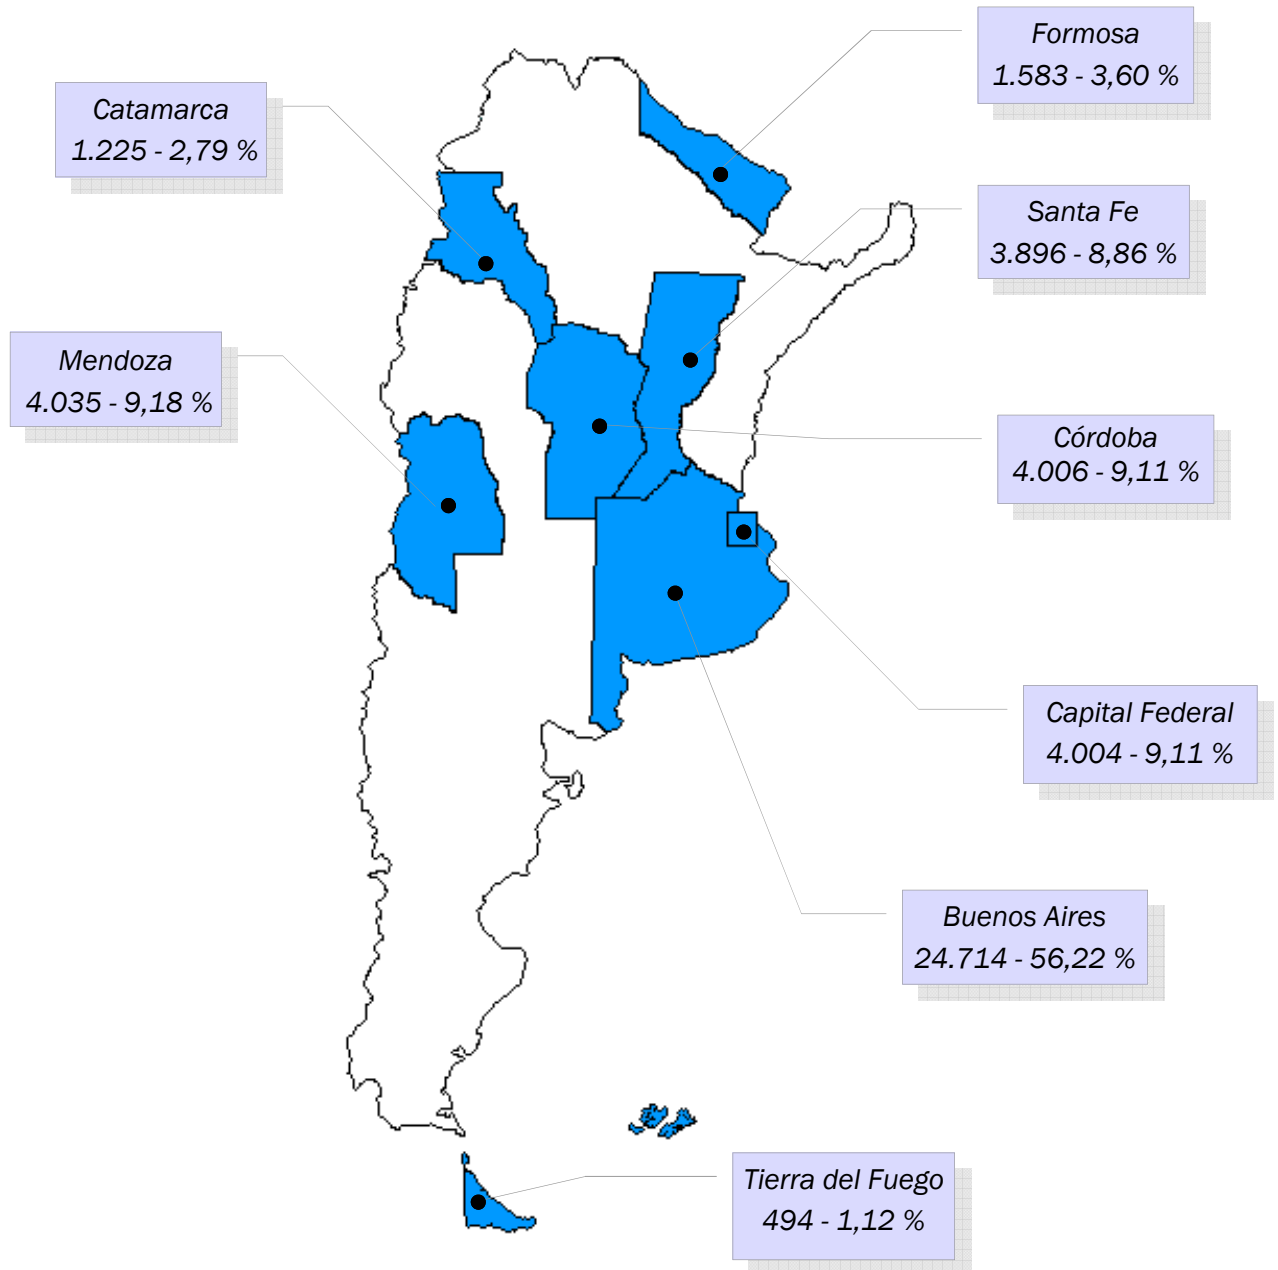 Formosa
1.583 - 3,60 %
Catamarca
1.225 - 2,79 %
Santa Fe
3.896 - 8,86 %
Mendoza
4.035 - 9,18 %
Córdoba
4.006 - 9,11 %
Capital Federal
4.004 - 9,11 %
Buenos Aires
24.714 - 56,22 %
Tierra del Fuego
494 - 1,12 %